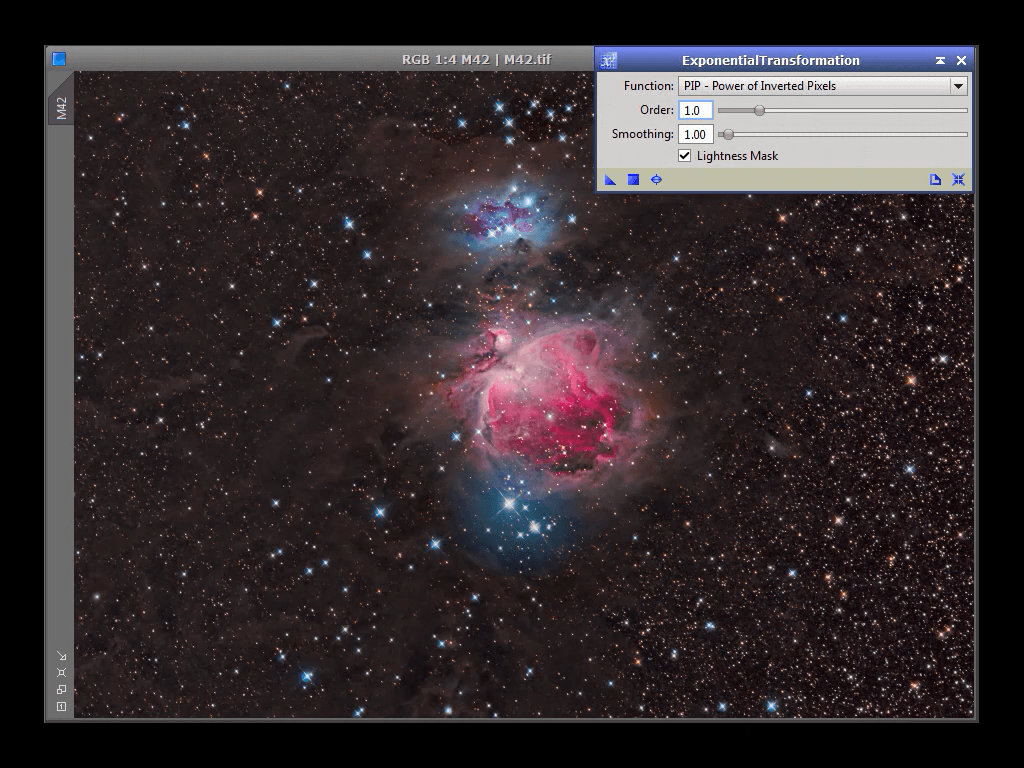 RGB 1:4 M42 | M42.tif
M42
ExponentialTransformation
Function: PIP - Power of Inverted Pixels
Order: 1.0
Smoothing: 1.00
Lightness Mask